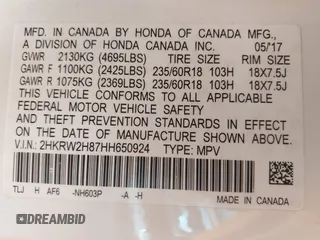 MFD. IN CANADA BY HONDA OF CANADA MFG.,
A DIVISION OF HONDA CANADA INC. 05/17
GVWR 2130KG (4695LBS) TIRE SIZE RIM SIZE
GAWR F 1100KG (2425LBS) 235/60R18 103H 18X7.5J
GAWR R 1075KG (2369LBS) 235/60R18 103H 18X7.5J
THIS VEHICLE CONFORMS TO ALL APPLICABLE
FEDERAL MOTOR VEHICLE SAFETY
AND THEFT PREVENTION STANDARDS IN EFFECT ON THE
DATE OF MANUFACTURE SHOWN ABOVE.
V.I.N.: 2HKRW2H87HH650924 TYPE: MPV
TLJ H AF6 -NH603P -A -H
DREAMBID